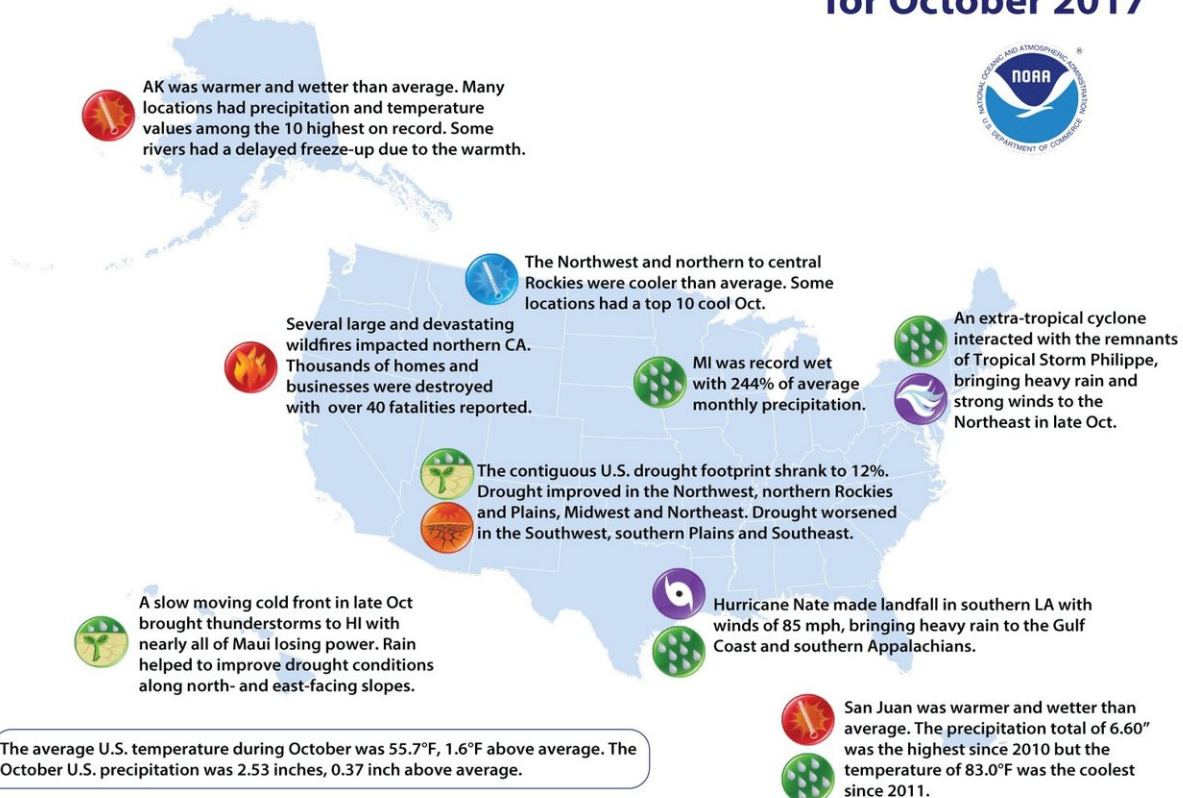 for October 2017
NATIONAL OCEANIC AND ATMOSPHERIC ADMINISTRATION
U.S. DEPARTMENT OF COMMERCE
®
NOAA
AK was warmer and wetter than average. Many
locations had precipitation and temperature
values among the 10 highest on record. Some
rivers had a delayed freeze-up due to the warmth.
The Northwest and northern to central
Rockies were cooler than average. Some
locations had a top 10 cool Oct.
Several large and devastating
wildfires impacted northern CA.
Thousands of homes and
businesses were destroyed
with over 40 fatalities reported.
MI was record wet
with 244% of average
monthly precipitation.
An extra-tropical cyclone
interacted with the remnants
of Tropical Storm Philippe,
bringing heavy rain and
strong winds to the
Northeast in late Oct.
The contiguous U.S. drought footprint shrank to 12%.
Drought improved in the Northwest, northern Rockies
and Plains, Midwest and Northeast. Drought worsened
in the Southwest, southern Plains and Southeast.
A slow moving cold front in late Oct
brought thunderstorms to HI with
nearly all of Maui losing power. Rain
helped to improve drought conditions
along north- and east-facing slopes.
Hurricane Nate made landfall in southern LA with
winds of 85 mph, bringing heavy rain to the Gulf
Coast and southern Appalachians.
San Juan was warmer and wetter than
average. The precipitation total of 6.60”
was the highest since 2010 but the
temperature of 83.0°F was the coolest
since 2011.
The average U.S. temperature during October was 55.7°F, 1.6°F above average. The
October U.S. precipitation was 2.53 inches, 0.37 inch above average.